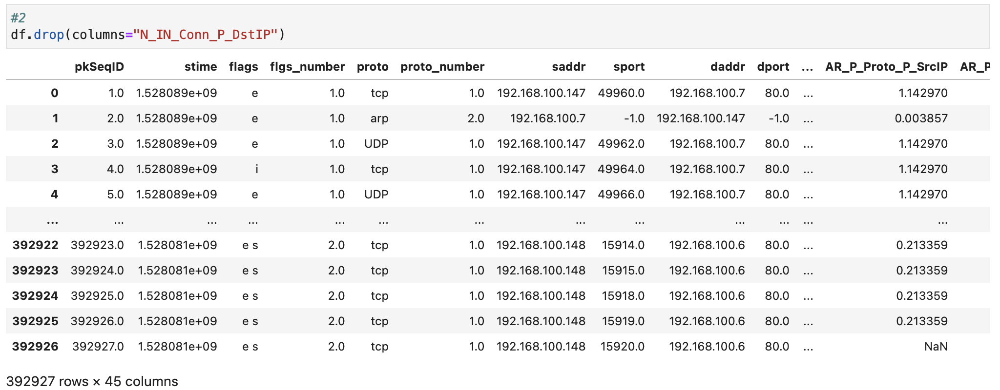 #2
df.drop(columns="N_IN_Conn_P_DstIP")
pkSeqID stime flags flgs_number proto proto_number saddr sport daddr dport ... AR_P_Proto_P_SrcIP AR_P
0 1.0 1.528089e+09 e 1.0 tcp 1.0 192.168.100.147 49960.0 192.168.100.7 80.0 ... 1.142970
1 2.0 1.528089e+09 e 1.0 arp 2.0 192.168.100.7 -1.0 192.168.100.147 -1.0 ... 0.003857
2 3.0 1.528089e+09 e 1.0 UDP 1.0 192.168.100.147 49962.0 192.168.100.7 80.0 ... 1.142970
3 4.0 1.528089e+09 i 1.0 tcp 1.0 192.168.100.147 49964.0 192.168.100.7 80.0 ... 1.142970
4 5.0 1.528089e+09 e 1.0 UDP 1.0 192.168.100.147 49966.0 192.168.100.7 80.0 ... 1.142970
... ... ... ... ... ... ... ... ... ... ... ... ...
392922 392923.0 1.528081e+09 e s 2.0 tcp 1.0 192.168.100.148 15914.0 192.168.100.6 80.0 ... 0.213359
392923 392924.0 1.528081e+09 e s 2.0 tcp 1.0 192.168.100.148 15915.0 192.168.100.6 80.0 ... 0.213359
392924 392925.0 1.528081e+09 e s 2.0 tcp 1.0 192.168.100.148 15918.0 192.168.100.6 80.0 ... 0.213359
392925 392926.0 1.528081e+09 e s 2.0 tcp 1.0 192.168.100.148 15919.0 192.168.100.6 80.0 ... 0.213359
392926 392927.0 1.528081e+09 e s 2.0 tcp 1.0 192.168.100.148 15920.0 192.168.100.6 80.0 ... NaN
392927 rows × 45 columns